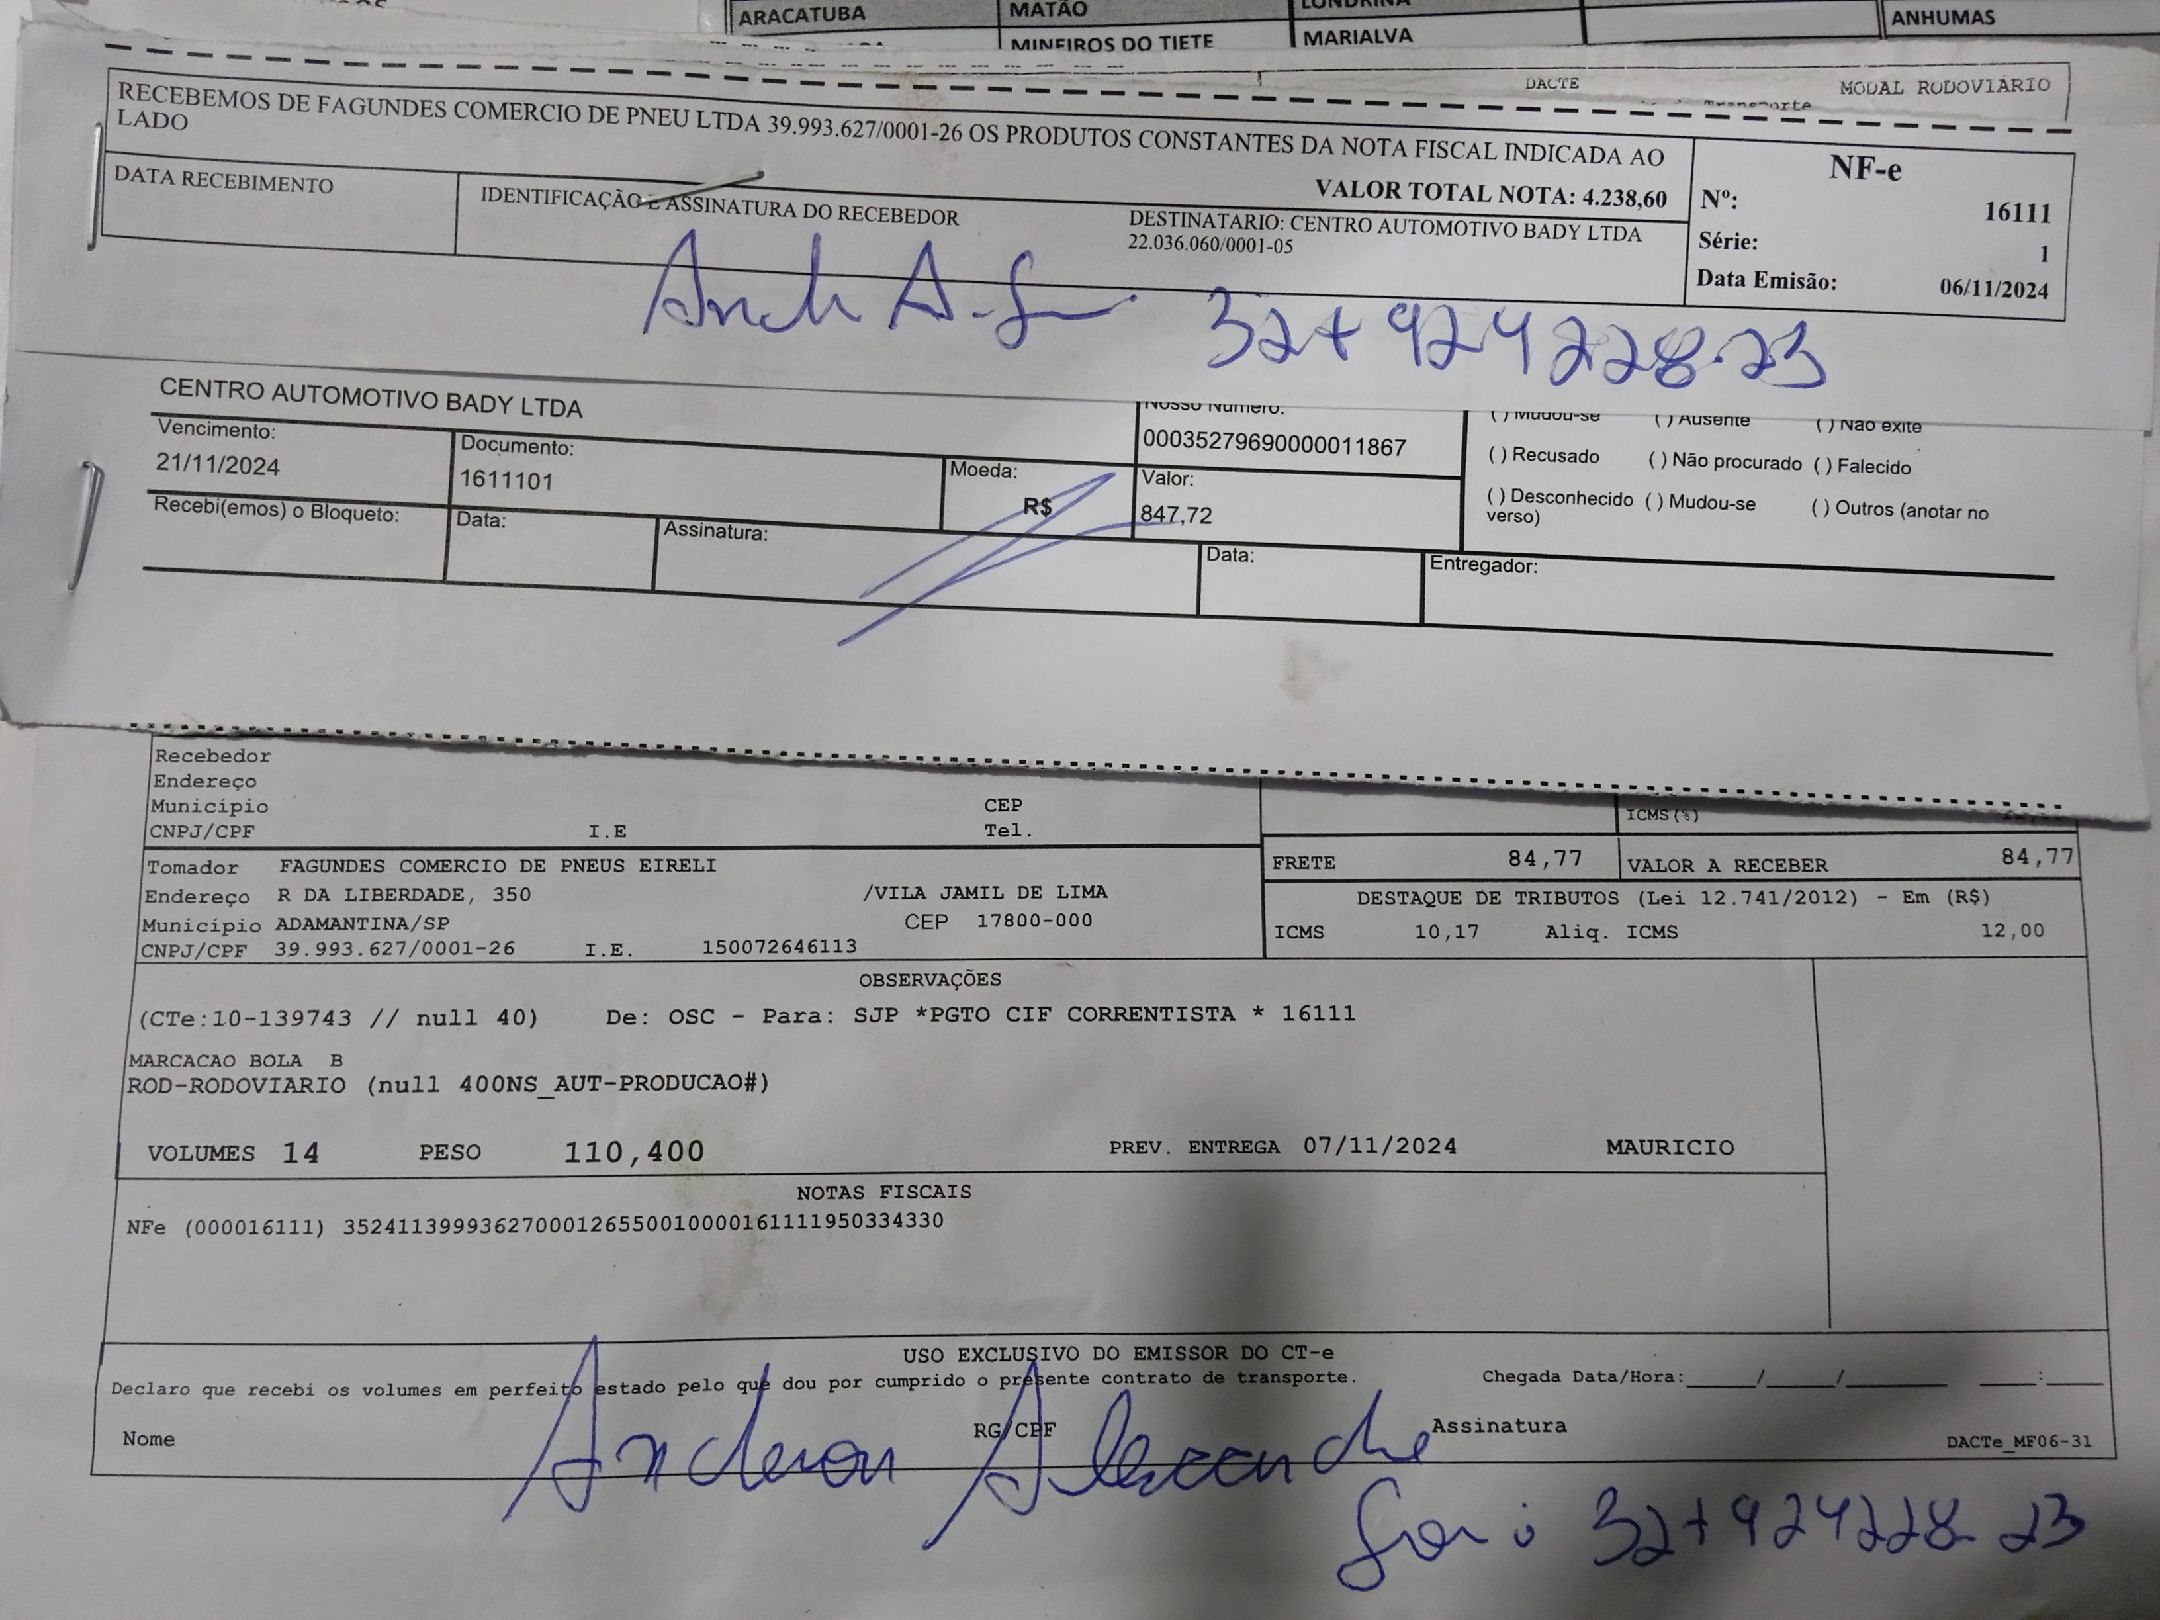 ARACATUBA MATÃO LONDRINA ANHUMAS
MINEIROS DO TIETE MARIALVA
DACTE MODAL RODOVIÁRIO
RECEBEMOS DE FAGUNDES COMERCIO DE PNEU LTDA 39.993.627/0001-26 OS PRODUTOS CONSTANTES DA NOTA FISCAL INDICADA AO
LADO
VALOR TOTAL NOTA: 4.238,60
DATA RECEBIMENTO
IDENTIFICAÇÃO E ASSINATURA DO RECEBEDOR
DESTINATARIO: CENTRO AUTOMOTIVO BADY LTDA
22.036.060/0001-05
NF-e
Nº: 16111
Série: 1
Data Emissão: 06/11/2024
CENTRO AUTOMOTIVO BADY LTDA
Vencimento:
21/11/2024
Documento:
1611101
Moeda:
R$
Nosso Número:
00035279690000011867
Valor:
847,72
( ) Mudou-se ( ) Ausente ( ) Não exite
( ) Recusado ( ) Não procurado ( ) Falecido
( ) Desconhecido ( ) Mudou-se ( ) Outros (anotar no
verso)
Recebi(emos) o Bloqueto: Data: Assinatura: Data: Entregador:
Recebedor
Endereço
Município CEP
CNPJ/CPF I.E Tel.
ICMS(%)
Tomador FAGUNDES COMERCIO DE PNEUS EIRELI
Endereço R DA LIBERDADE, 350 /VILA JAMIL DE LIMA
Município ADAMANTINA/SP CEP 17800-000
CNPJ/CPF 39.993.627/0001-26 I.E. 150072646113
FRETE 84,77 VALOR A RECEBER 84,77
DESTAQUE DE TRIBUTOS (Lei 12.741/2012) - Em (R$)
ICMS 10,17 Aliq. ICMS 12,00
OBSERVAÇÕES
(CTe:10-139743 // null 40) De: OSC - Para: SJP *PGTO CIF CORRENTISTA * 16111
MARCACAO BOLA B
ROD-RODOVIARIO (null 400NS_AUT-PRODUCAO#)
VOLUMES 14 PESO 110,400 PREV. ENTREGA 07/11/2024 MAURICIO
NOTAS FISCAIS
NFe (000016111) 35241139993627000126550010000161111950334330
USO EXCLUSIVO DO EMISSOR DO CT-e
Declaro que recebi os volumes em perfeito estado pelo que dou por cumprido o presente contrato de transporte. Chegada Data/Hora:_____/_____/________ ____:____
Nome RG/CPF Assinatura
DACTe_MF06-31
Anderson Alexandre